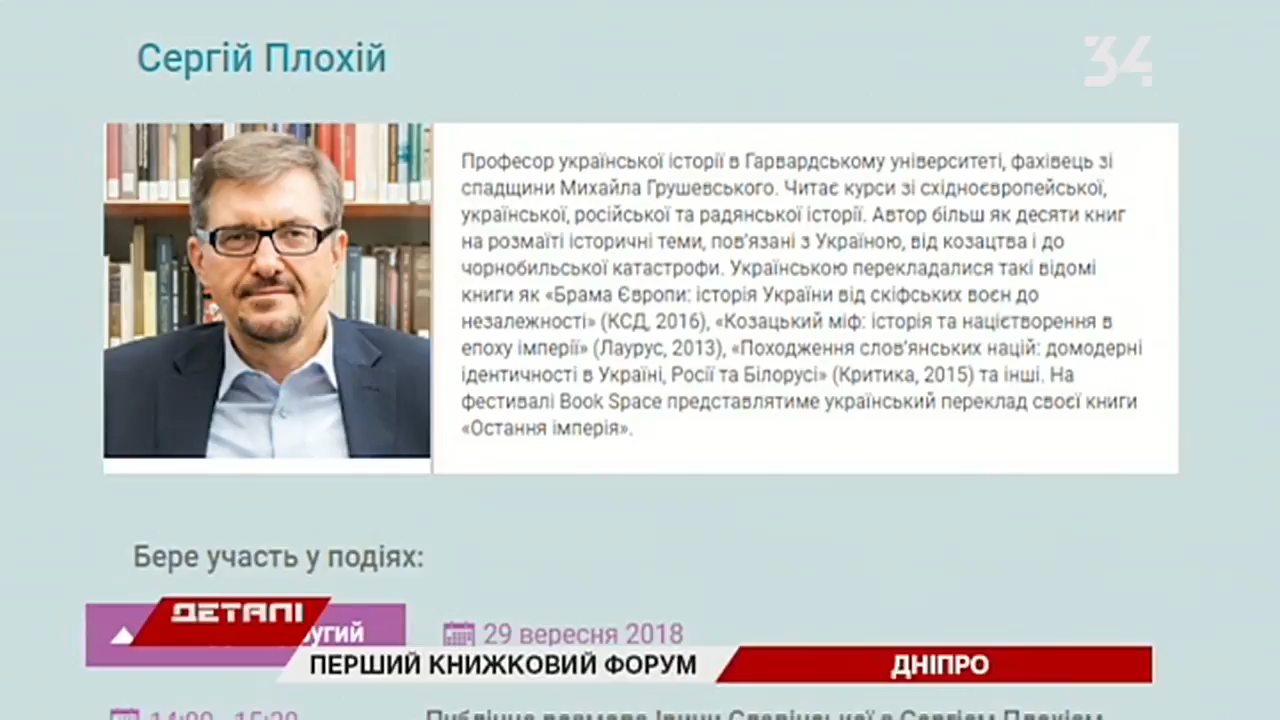 Сергій Плохій
34
Професор української історії в Гарвардському університеті, фахівець зі
спадщини Михайла Грушевського. Читає курси зі східноєвропейської,
української, російської та радянської історії. Автор більш як десяти книг
на розмаїті історичні теми, пов'язані з Україною, від козацтва і до
чорнобильської катастрофи. Українською перекладалися такі відомі
книги як «Брама Європи: історія України від скіфських воєн до
незалежності» (КСД, 2016), «Козацький міф: історія та націєтворення в
епоху імперії» (Лаурус, 2013), «Походження слов'янських націй: домодерні
ідентичності в Україні, Росії та Білорусі» (Критика, 2015) та інші. На
фестивалі Book Space представлятиме український переклад своєї книги
«Остання імперія».
Бере участь у подіях:
ДЕТАЛІ
29 вересня 2018
ПЕРШИЙ КНИЖКОВИЙ ФОРУМ
ДНІПРО